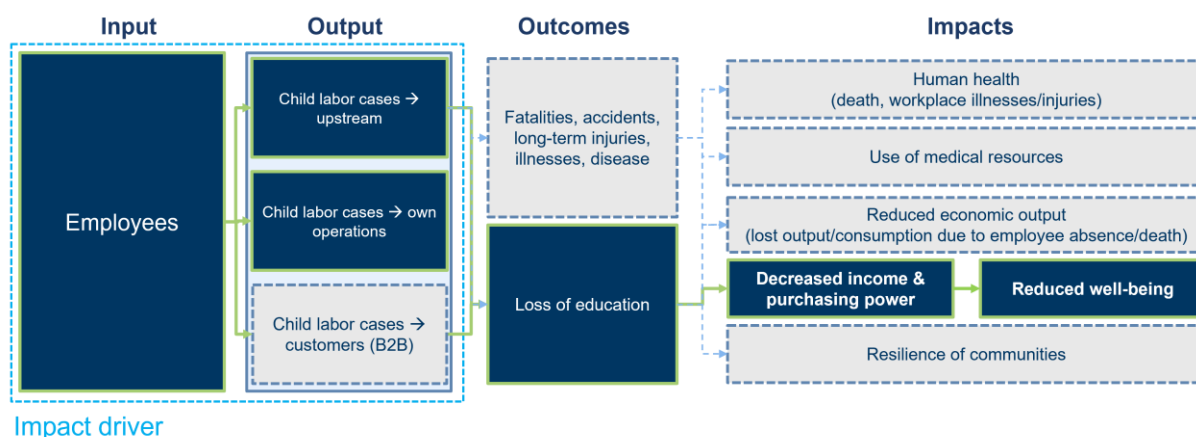 Input
Output
Outcomes
Impacts
Employees
Child labor cases →
upstream
Child labor cases → own
operations
Child labor cases →
customers (B2B)
Fatalities, accidents,
long-term injuries,
illnesses, disease
Loss of education
Human health
(death, workplace illnesses/injuries)
Use of medical resources
Reduced economic output
(lost output/consumption due to employee absence/death)
Decreased income &
purchasing power
Reduced well-being
Resilience of communities
Impact driver